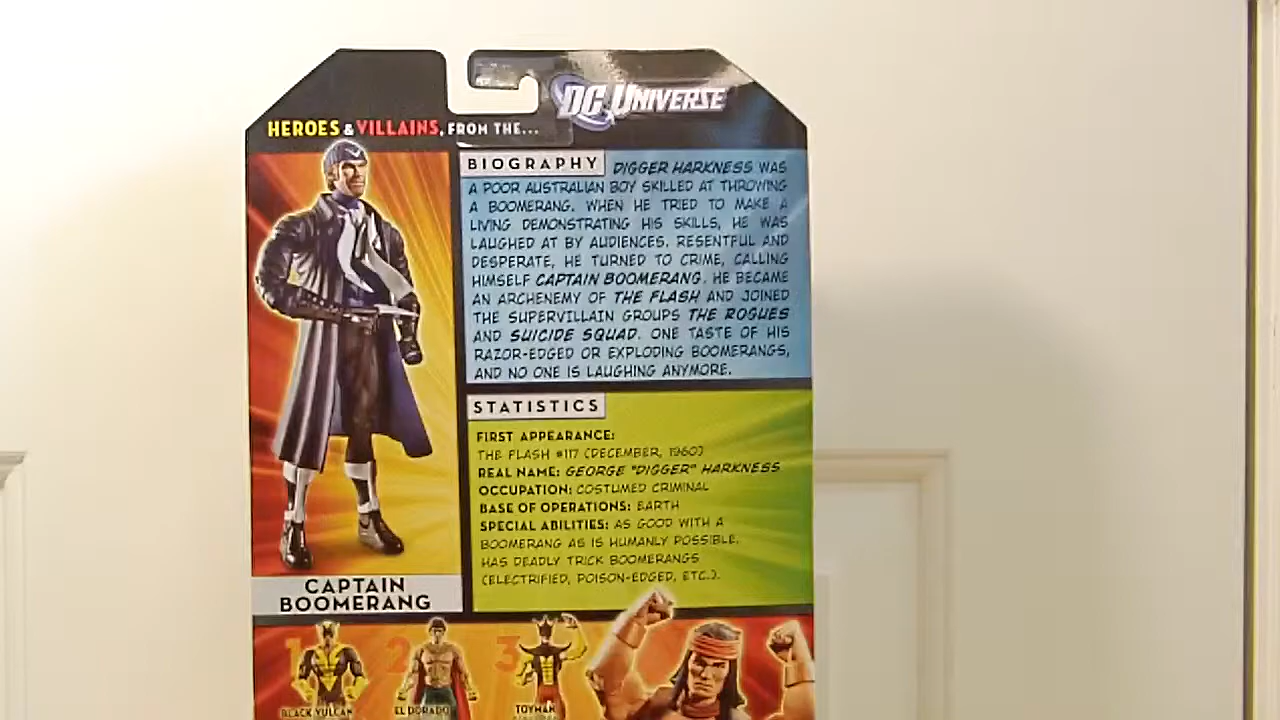 DC UNIVERSE
HEROES & VILLAINS, FROM THE...
BIOGRAPHY DIGGER HARKNESS WAS
A POOR AUSTRALIAN BOY SKILLED AT THROWING
A BOOMERANG. WHEN HE TRIED TO MAKE A
LIVING DEMONSTRATING HIS SKILLS, HE WAS
LAUGHED AT BY AUDIENCES. RESENTFUL AND
DESPERATE, HE TURNED TO CRIME, CALLING
HIMSELF CAPTAIN BOOMERANG. HE BECAME
AN ARCHENEMY OF THE FLASH AND JOINED
THE SUPERVILLAIN GROUPS THE ROGUES
AND SUICIDE SQUAD. ONE TASTE OF HIS
RAZOR-EDGED OR EXPLODING BOOMERANGS,
AND NO ONE IS LAUGHING ANYMORE.
STATISTICS
FIRST APPEARANCE:
THE FLASH #117 (DECEMBER, 1960)
REAL NAME: GEORGE "DIGGER" HARKNESS
OCCUPATION: COSTUMED CRIMINAL
BASE OF OPERATIONS: EARTH
SPECIAL ABILITIES: AS GOOD WITH A
BOOMERANG AS IS HUMANLY POSSIBLE.
HAS DEADLY TRICK BOOMERANGS
(ELECTRIFIED, POISON-EDGED, ETC.).
CAPTAIN
BOOMERANG
1 2 3
BLACK VULCAN EL DORADO TOYMAN